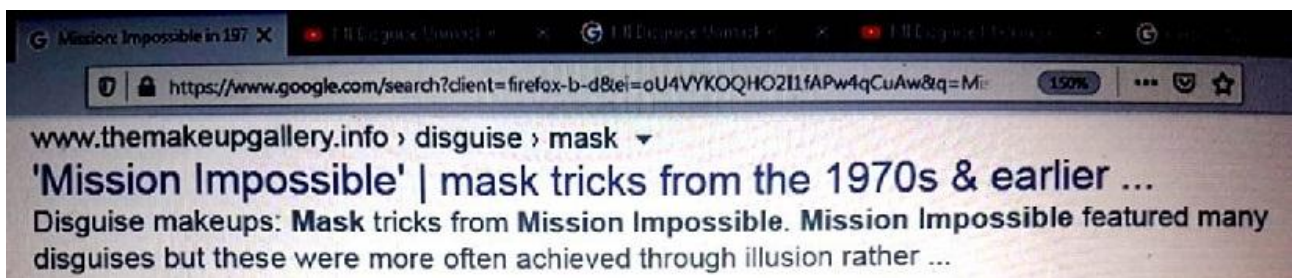 Mission: Impossible in 197
https://www.google.com/search?client=firefox-b-d&ei=oU4VYKOQHO2I1fAPw4qCuAw&q=Mis
150%
www.themakeupgallery.info › disguise › mask
'Mission Impossible' | mask tricks from the 1970s & earlier ...
Disguise makeups: Mask tricks from Mission Impossible. Mission Impossible featured many
disguises but these were more often achieved through illusion rather ...